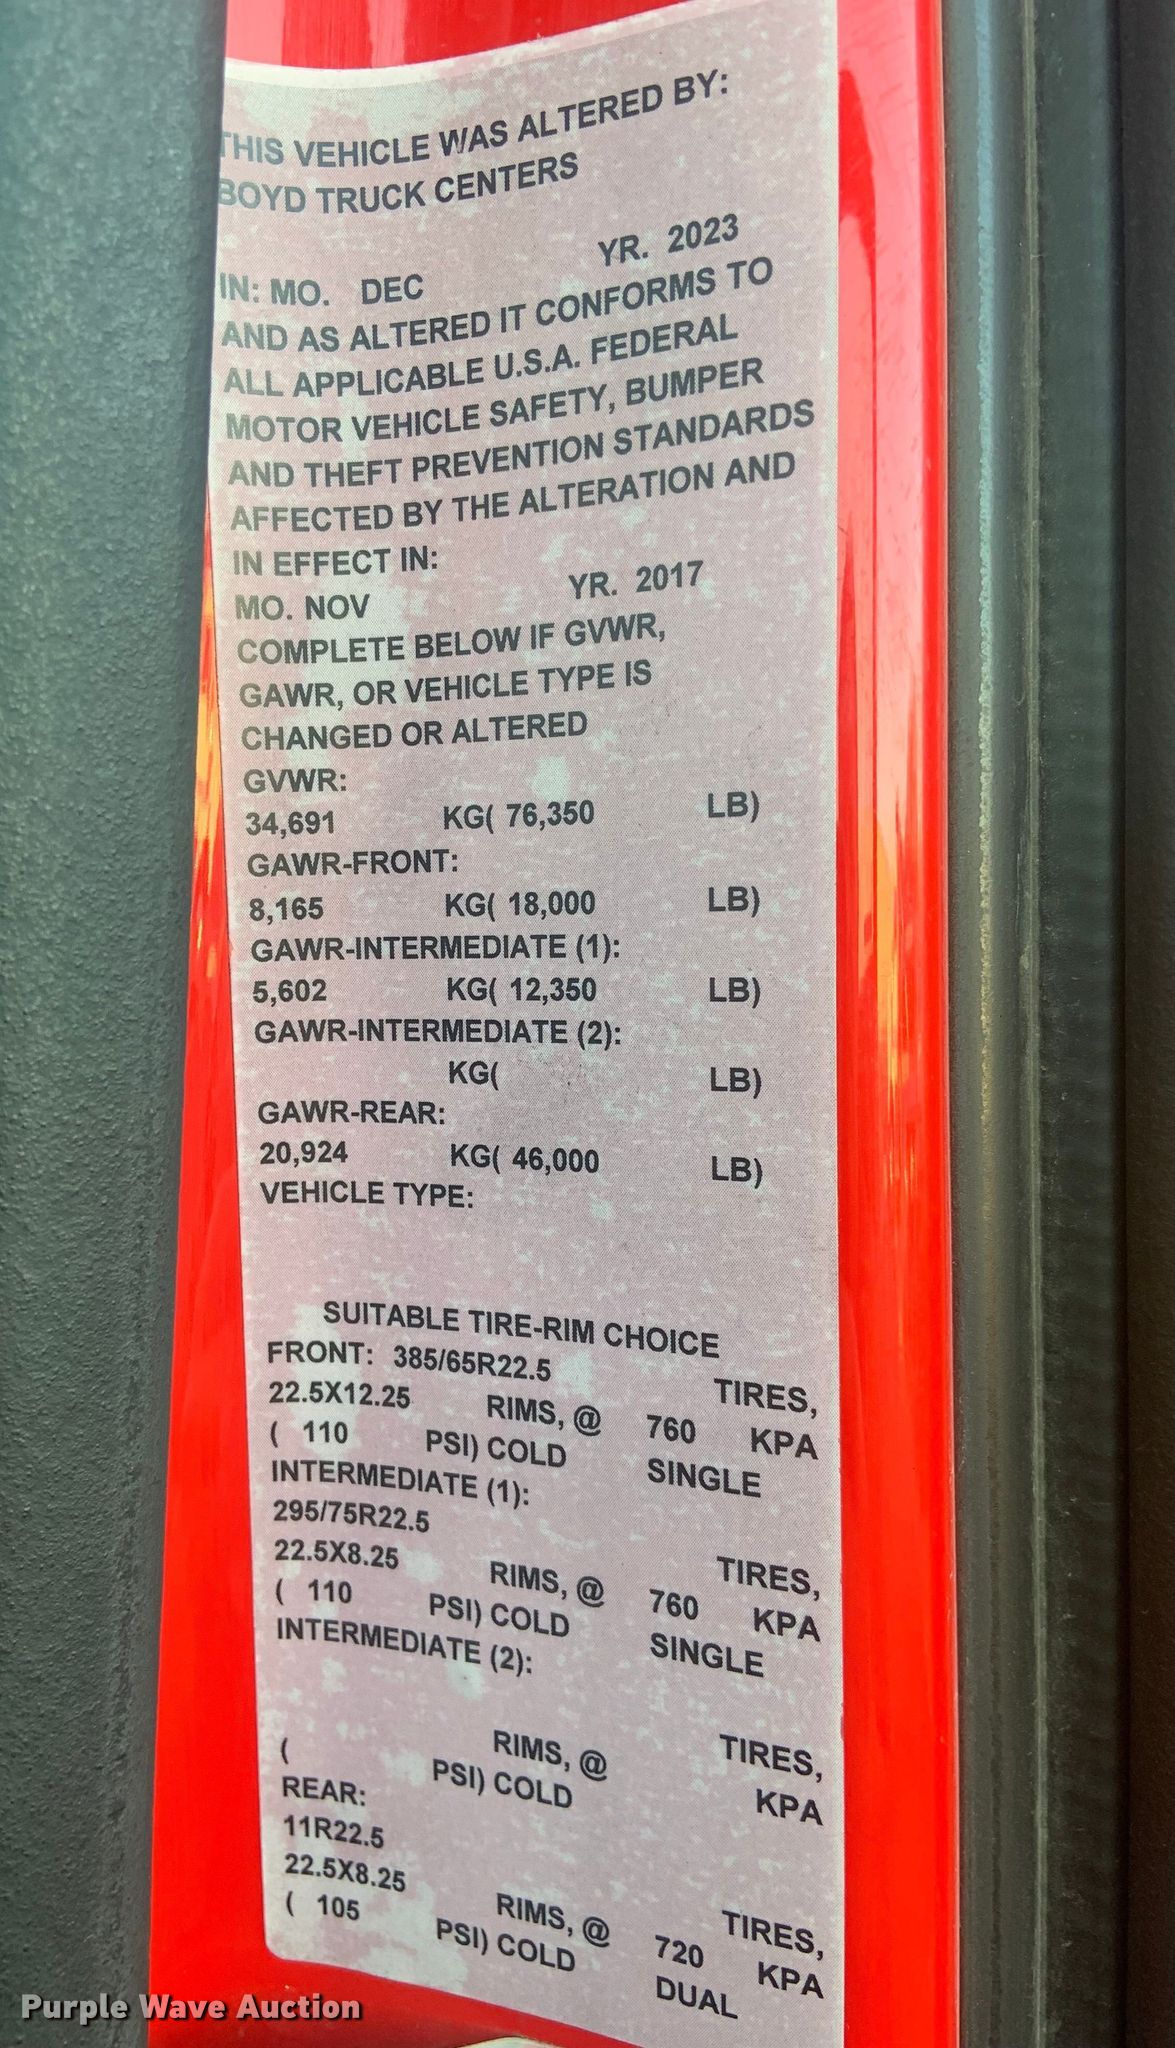 THIS VEHICLE WAS ALTERED BY:
BOYD TRUCK CENTERS
IN: MO. DEC YR. 2023
AND AS ALTERED IT CONFORMS TO
ALL APPLICABLE U.S.A. FEDERAL
MOTOR VEHICLE SAFETY, BUMPER
AND THEFT PREVENTION STANDARDS
AFFECTED BY THE ALTERATION AND
IN EFFECT IN:
MO. NOV YR. 2017
COMPLETE BELOW IF GVWR,
GAWR, OR VEHICLE TYPE IS
CHANGED OR ALTERED
GVWR:
34,691 KG( 76,350 LB)
GAWR-FRONT:
8,165 KG( 18,000 LB)
GAWR-INTERMEDIATE (1):
5,602 KG( 12,350 LB)
GAWR-INTERMEDIATE (2):
KG( LB)
GAWR-REAR:
20,924 KG( 46,000 LB)
VEHICLE TYPE:
SUITABLE TIRE-RIM CHOICE
FRONT: 385/65R22.5 TIRES,
22.5X12.25 RIMS, @ 760 KPA
( 110 PSI) COLD SINGLE
INTERMEDIATE (1):
295/75R22.5 TIRES,
22.5X8.25 RIMS, @ 760 KPA
( 110 PSI) COLD SINGLE
INTERMEDIATE (2):
TIRES,
RIMS, @ KPA
( PSI) COLD
REAR:
11R22.5 TIRES,
22.5X8.25 RIMS, @ 720 KPA
( 105 PSI) COLD DUAL
Purple Wave Auction